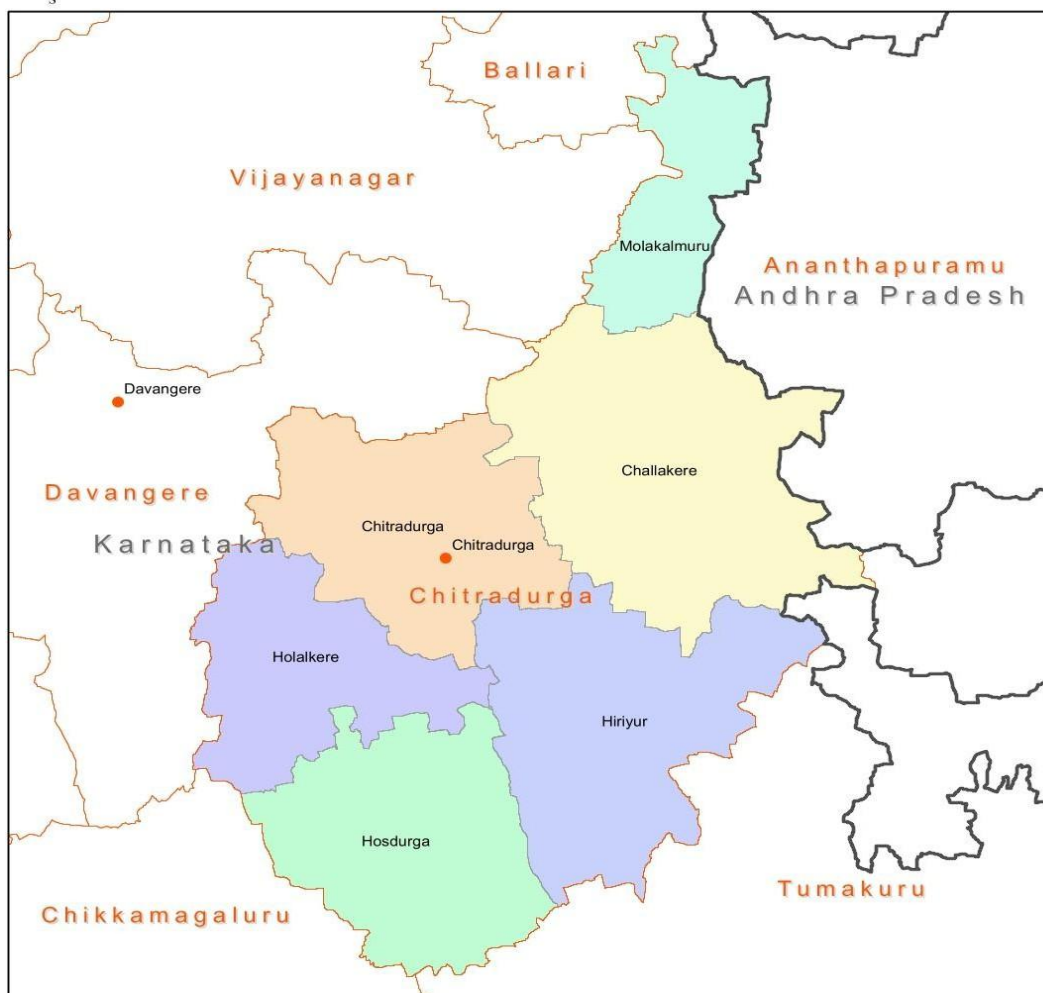 s
Ballari
Vijayanagar
Molakalmuru
Ananthapuramu
Andhra Pradesh
Davangere
Challakere
Davangere
Chitradurga
Karnataka
Chitradurga
Chitradurga
Holalkere
Hiriyur
Hosdurga
Tumakuru
Chikkamagaluru